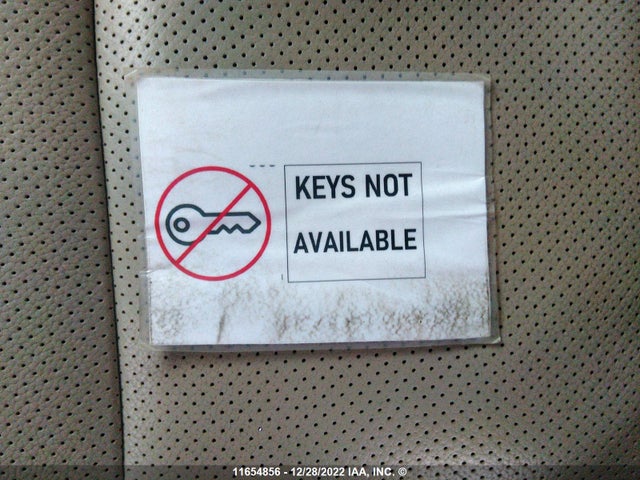 KEYS NOT
AVAILABLE
11654856 - 12/28/2022 IAA, INC. ©